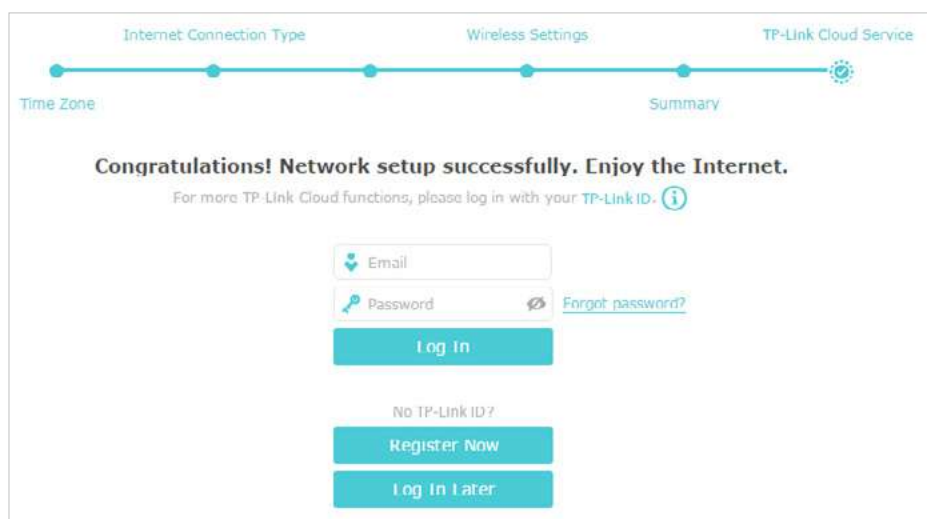 Internet Connection Type Wireless Settings TP-Link Cloud Service
Time Zone Summary
Congratulations! Network setup successfully. Enjoy the Internet.
For more TP-Link Cloud functions, please log in with your TP-Link ID.
Email
Password Forgot password?
Log In
No TP-Link ID?
Register Now
Log In Later